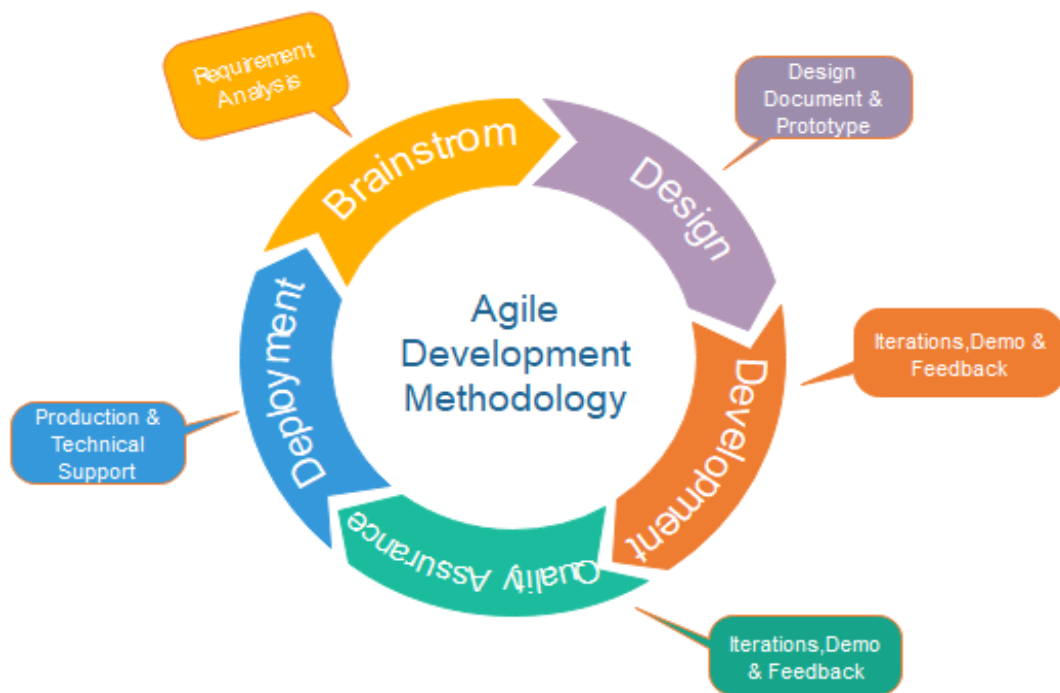 Requirement
Analysis
Brainstrom
Design
Document &
Prototype
Design
Iterations,Demo &
Feedback
Development
Iterations,Demo
& Feedback
Quality Assurance
Production &
Technical
Support
Deployment
Agile
Development
Methodology